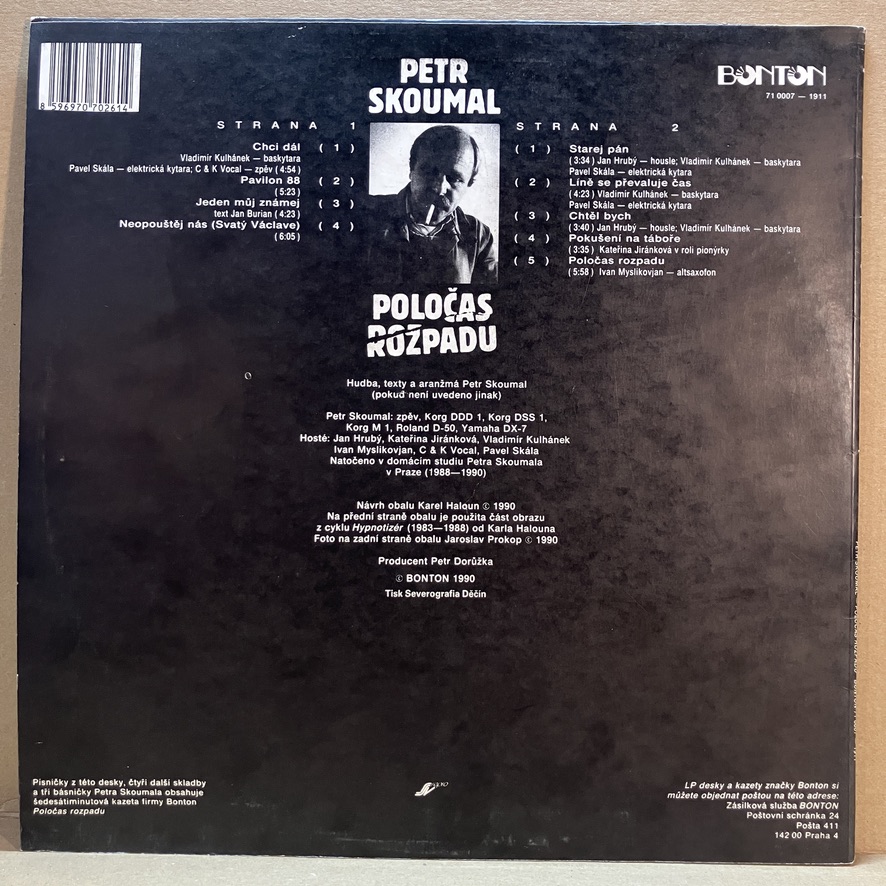 8 596970 702614
PETR
SKOUMAL
BONTON
71 0007 — 1911
STRANA 1
Chci dál (1)
Vladimír Kulhánek — baskytara
Pavel Skála — elektrická kytara; C & K Vocal — zpěv (4:54)
Pavilon 88 (2)
(5:23)
Jeden můj známej (3)
text Jan Burian (4:23)
Neopouštěj nás (Svatý Václave) (4)
(6:05)
STRANA 2
(1) Starej pán
(3:34) Jan Hrubý — housle; Vladimír Kulhánek — baskytara
Pavel Skála — elektrická kytara
(2) Líně se převaluje čas
(4:23) Vladimír Kulhánek — baskytara
Pavel Skála — elektrická kytara
(3) Chtěl bych
(3:40) Jan Hrubý — housle; Vladimír Kulhánek — baskytara
(4) Pokušení na táboře
(3:35) Kateřina Jiránková v roli pionýrky
(5) Poločas rozpadu
(5:58) Ivan Myslikovjan — altsaxofon
POLOČAS
ROZPADU
Hudba, texty a aranžmá Petr Skoumal
(pokud není uvedeno jinak)
Petr Skoumal: zpěv, Korg DDD 1, Korg DSS 1,
Korg M 1, Roland D-50, Yamaha DX-7
Hosté: Jan Hrubý, Kateřina Jiránková, Vladimír Kulhánek
Ivan Myslikovjan, C & K Vocal, Pavel Skála
Natočeno v domácím studiu Petra Skoumala
v Praze (1988—1990)
Návrh obalu Karel Haloun © 1990
Na přední straně obalu je použita část obrazu
z cyklu Hypnotizér (1983—1988) od Karla Halouna
Foto na zadní straně obalu Jaroslav Prokop © 1990
Producent Petr Dorůžka
© BONTON 1990
Tisk Severografia Děčín
Písničky z této desky, čtyři další skladby
a tři básničky Petra Skoumala obsahuje
šedesátiminutová kazeta firmy Bonton
Poločas rozpadu
LP desky a kazety značky Bonton si
můžete objednat poštou na této adrese:
Zásilková služba BONTON
Poštovní schránka 24
Pošta 411
142 00 Praha 4